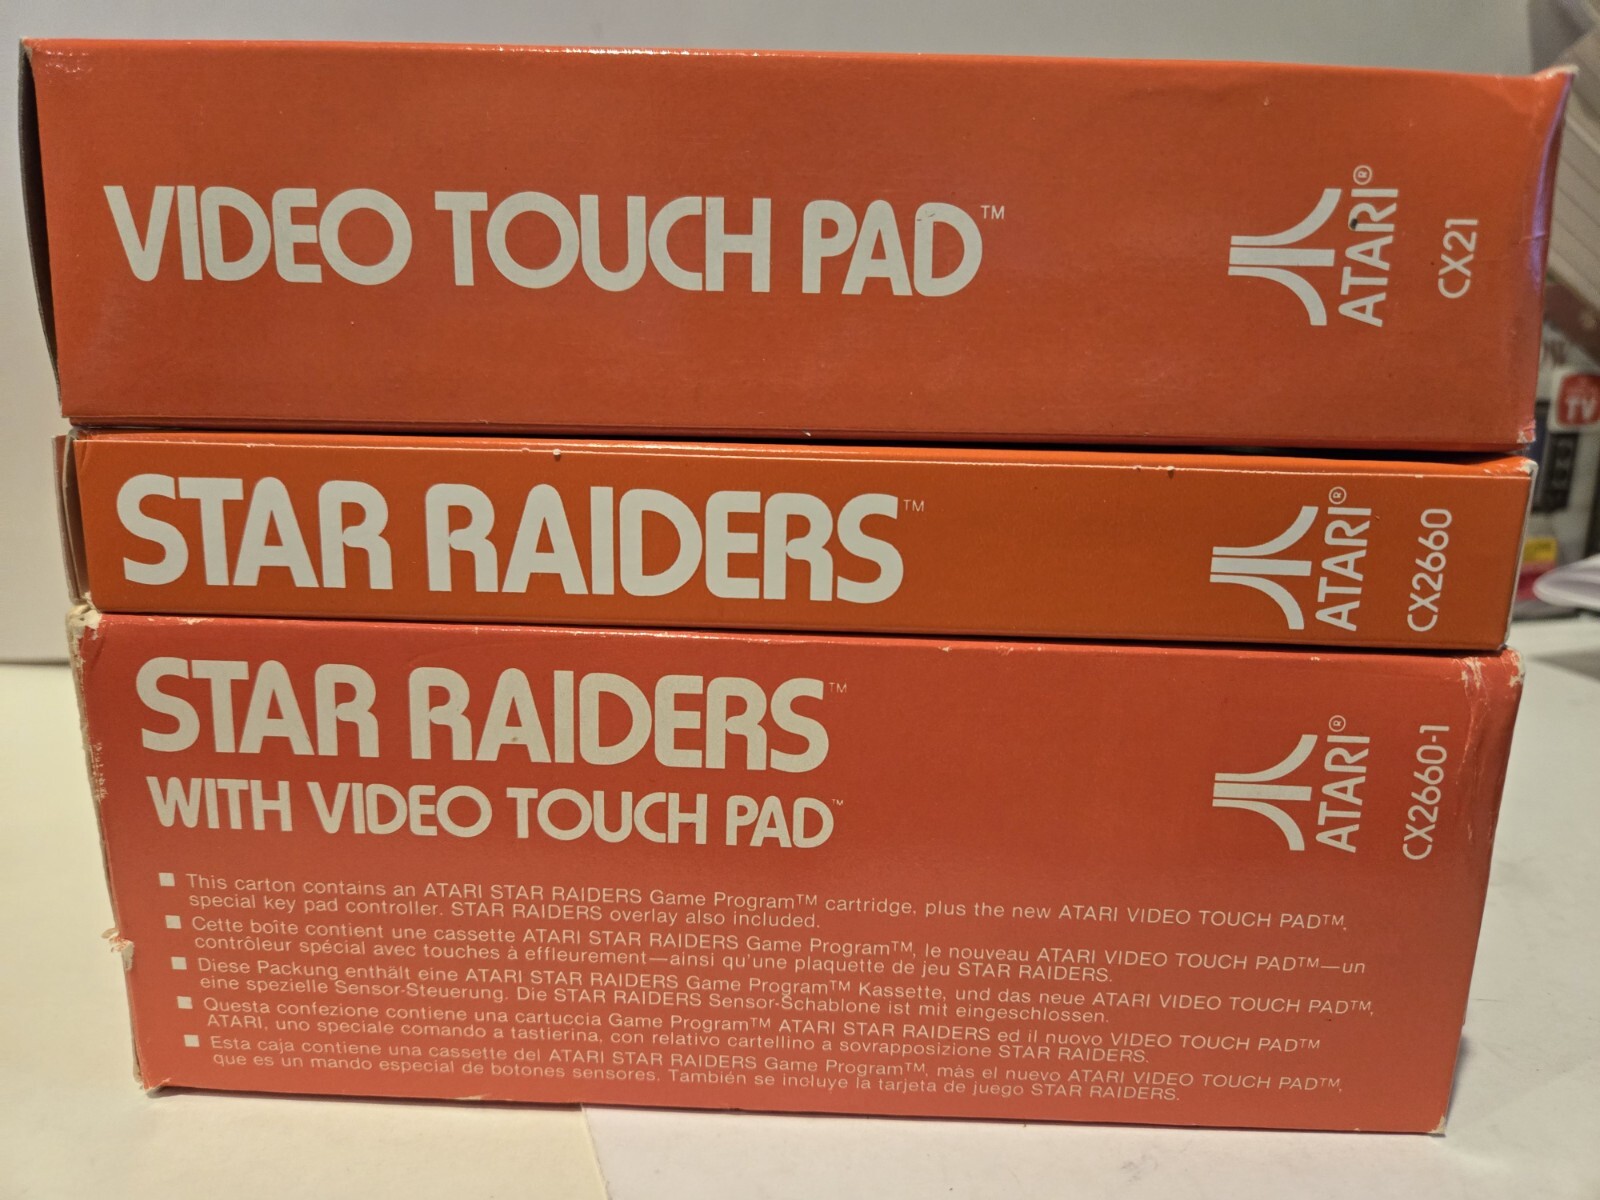 VIDEO TOUCH PAD™
ATARI®
CX21
STAR RAIDERS™
ATARI®
CX2660
STAR RAIDERS™
WITH VIDEO TOUCH PAD™
ATARI®
CX2660-1
■ This carton contains an ATARI STAR RAIDERS Game Program™ cartridge, plus the new ATARI VIDEO TOUCH PAD™,
special key pad controller. STAR RAIDERS overlay also included.
■ Cette boîte contient une cassette ATARI STAR RAIDERS Game Program™, le nouveau ATARI VIDEO TOUCH PAD™—un
contrôleur spécial avec touches à effleurement—ainsi qu'une plaquette de jeu STAR RAIDERS.
■ Diese Packung enthält eine ATARI STAR RAIDERS Game Program™ Kassette, und das neue ATARI VIDEO TOUCH PAD™,
eine spezielle Sensor-Steuerung. Die STAR RAIDERS Sensor-Schablone ist mit eingeschlossen.
■ Questa confezione contiene una cartuccia Game Program™ ATARI STAR RAIDERS ed il nuovo VIDEO TOUCH PAD™
ATARI, uno speciale comando a tastierina, con relativo cartellino a sovrapposizione STAR RAIDERS.
■ Esta caja contiene una cassette del ATARI STAR RAIDERS Game Program™, más el nuevo ATARI VIDEO TOUCH PAD™,
que es un mando especial de botones sensores. También se incluye la tarjeta de juego STAR RAIDERS.
TV